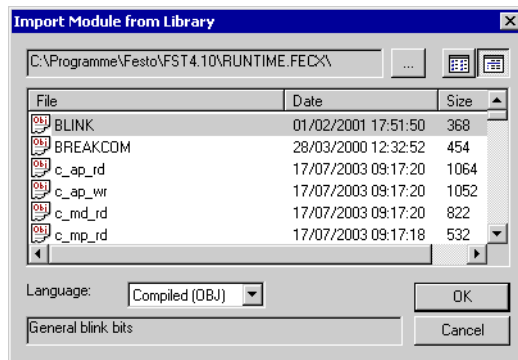 Import Module from Library
C:\Programme\Festo\FST4.10\RUNTIME.FECX\ ...
File Date Size
BLINK 01/02/2001 17:51:50 368
BREAKCOM 28/03/2000 12:32:52 454
c_ap_rd 17/07/2003 09:17:20 1064
c_ap_wr 17/07/2003 09:17:20 1052
c_md_rd 17/07/2003 09:17:20 822
c_mp_rd 17/07/2003 09:17:18 532
Language: Compiled (OBJ) OK
General blink bits Cancel